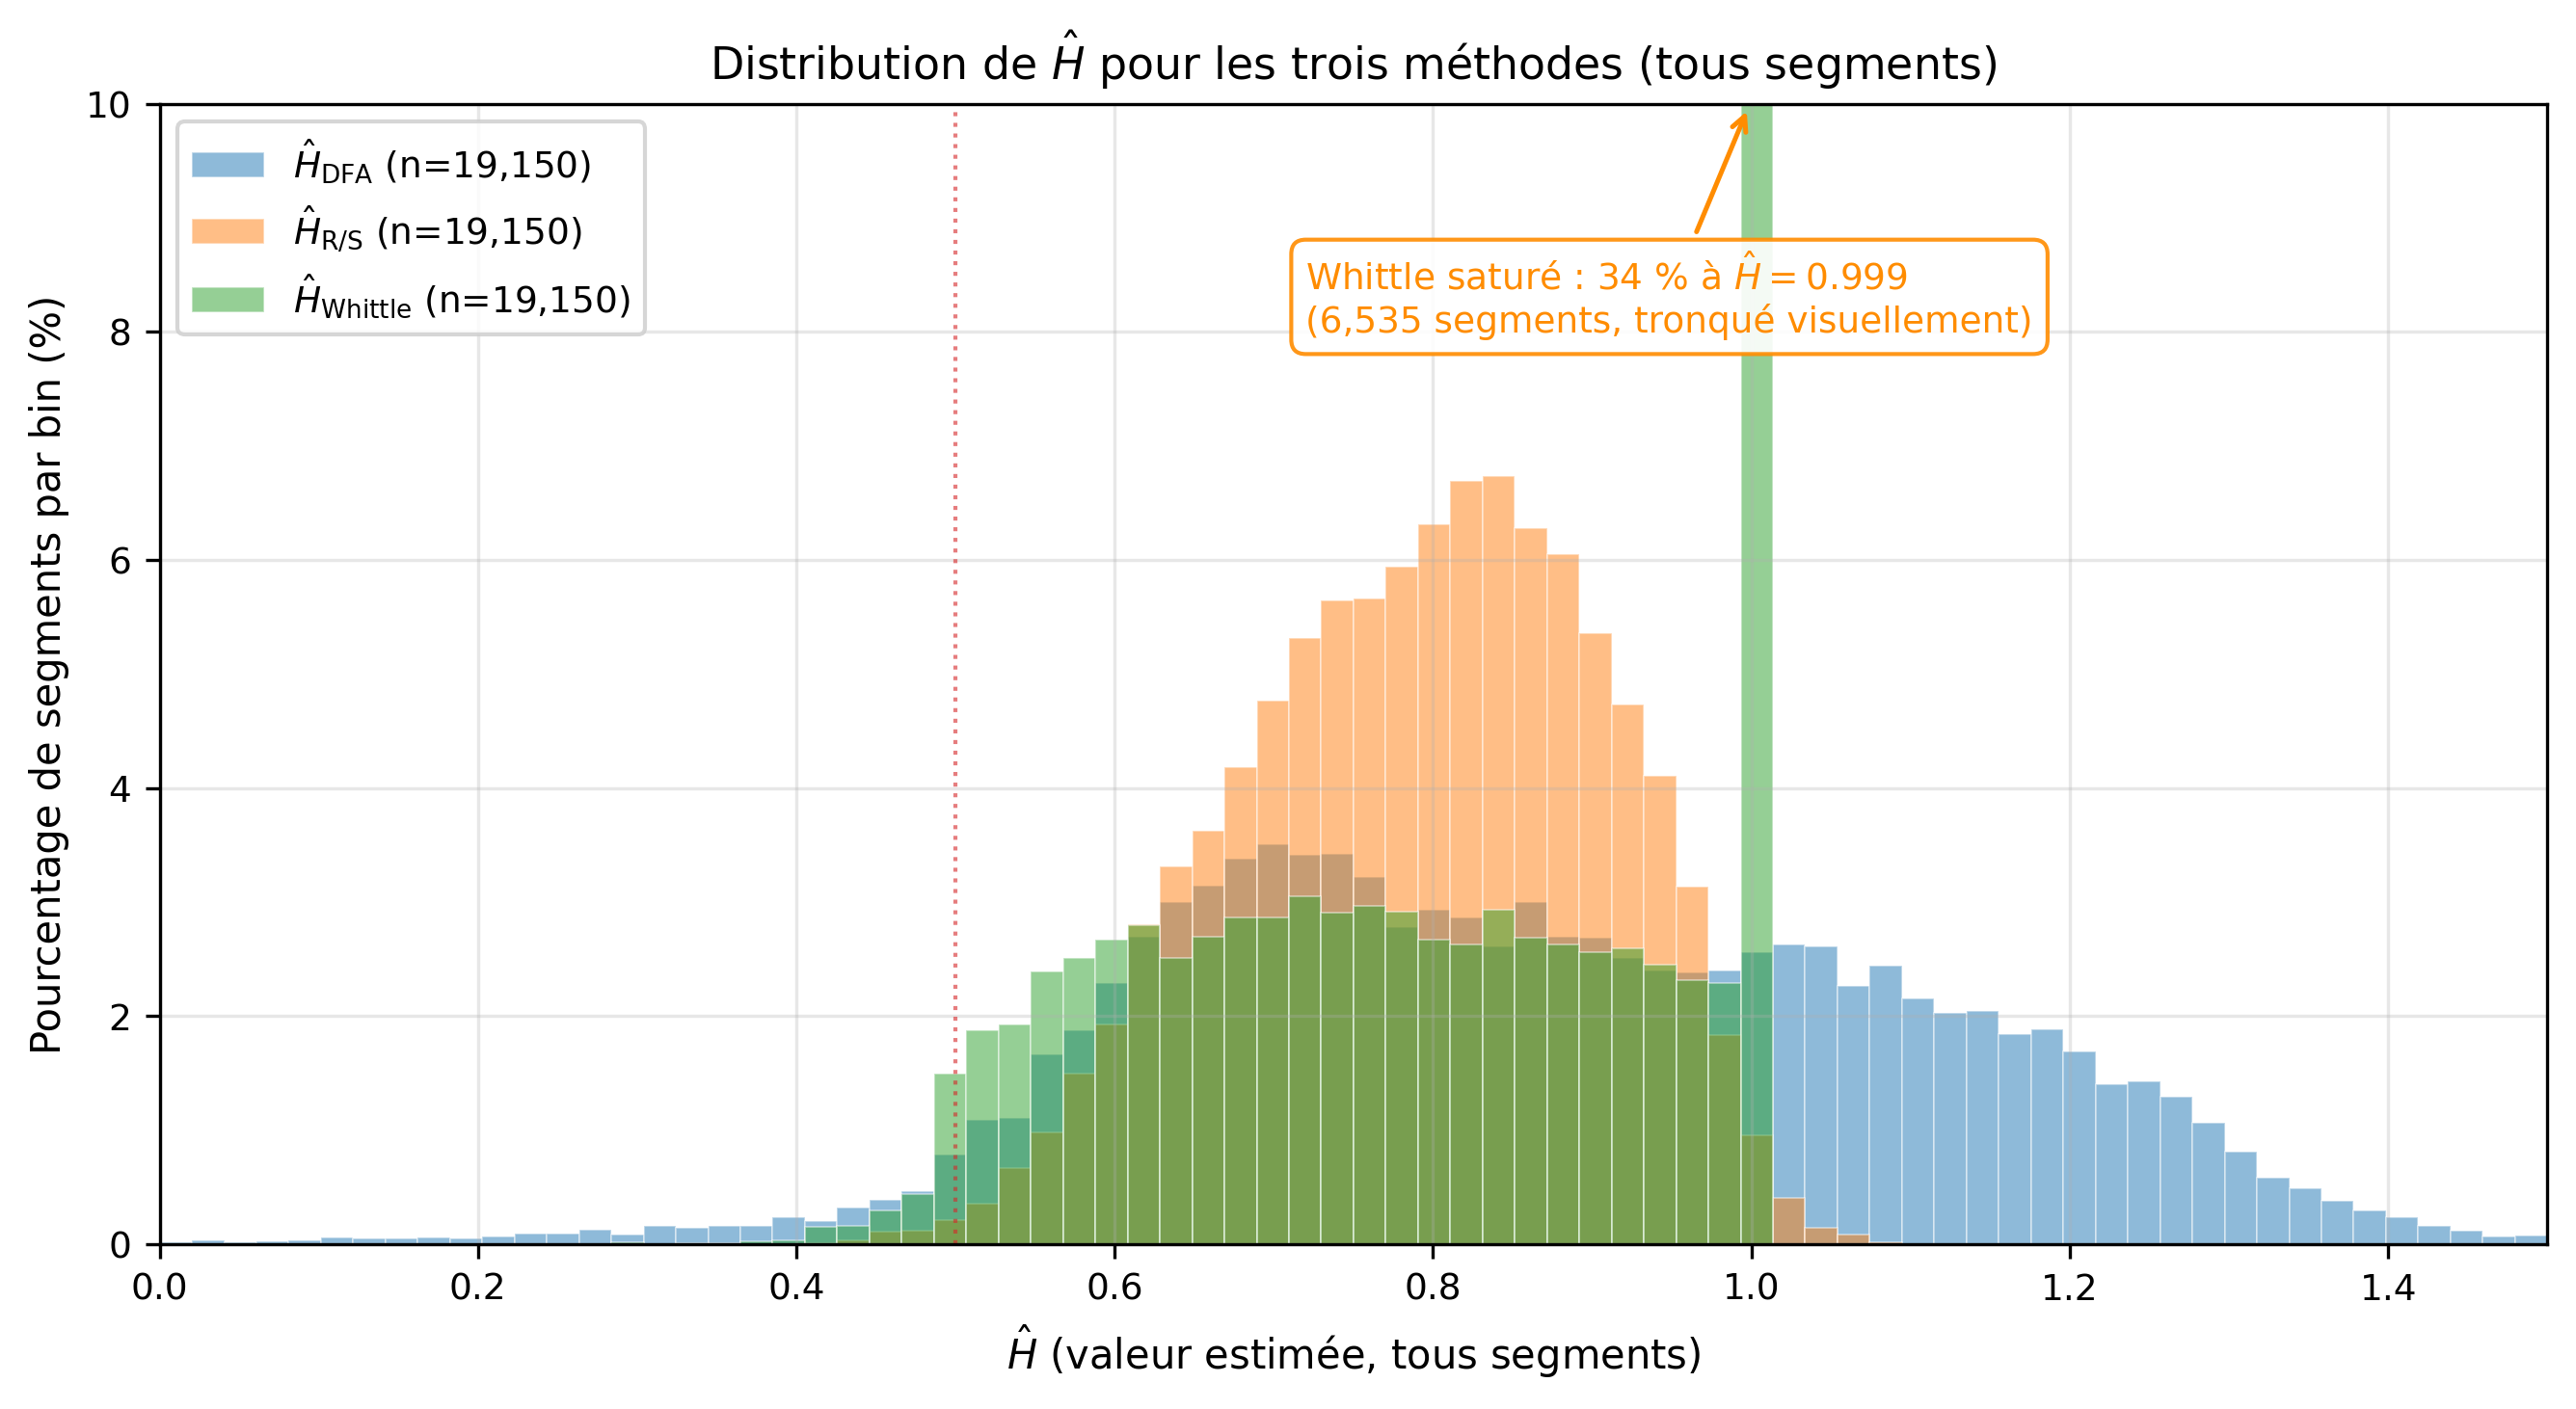 Distribution de Ĥ pour les trois méthodes (tous segments)
Pourcentage de segments par bin (%)
10
8
6
4
2
0
Ĥ_DFA (n=19,150)
Ĥ_R/S (n=19,150)
Ĥ_Whittle (n=19,150)
Whittle saturé : 34 % à Ĥ = 0.999
(6,535 segments, tronqué visuellement)
0.0 0.2 0.4 0.6 0.8 1.0 1.2 1.4
Ĥ (valeur estimée, tous segments)